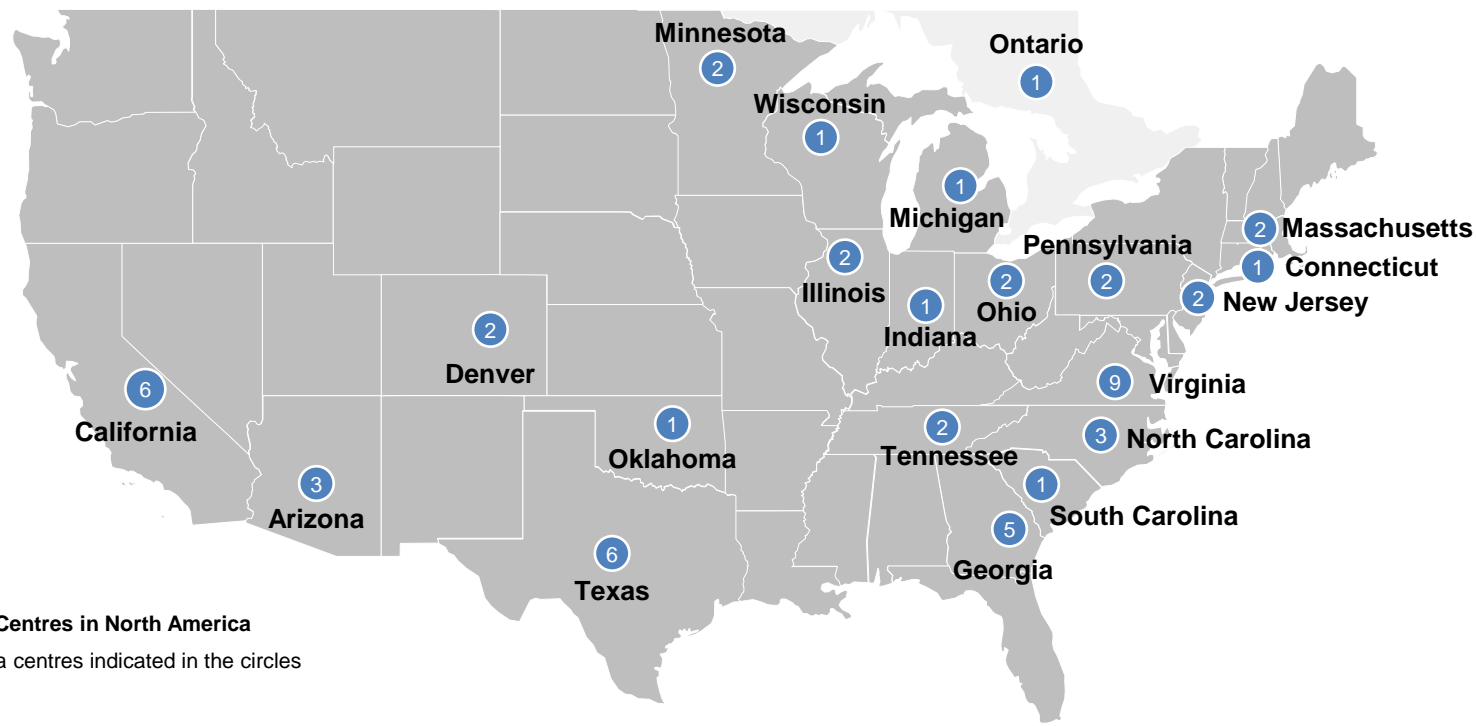 Minnesota
2
Ontario
1
Wisconsin
1
1
Michigan
2
Massachusetts
Pennsylvania
2
1
Connecticut
2
Illinois
2
Ohio
2
New Jersey
1
Indiana
2
Denver
9
Virginia
6
California
1
Oklahoma
2
Tennessee
3
North Carolina
3
Arizona
1
South Carolina
5
Georgia
6
Texas
Centres in North America
a centres indicated in the circles